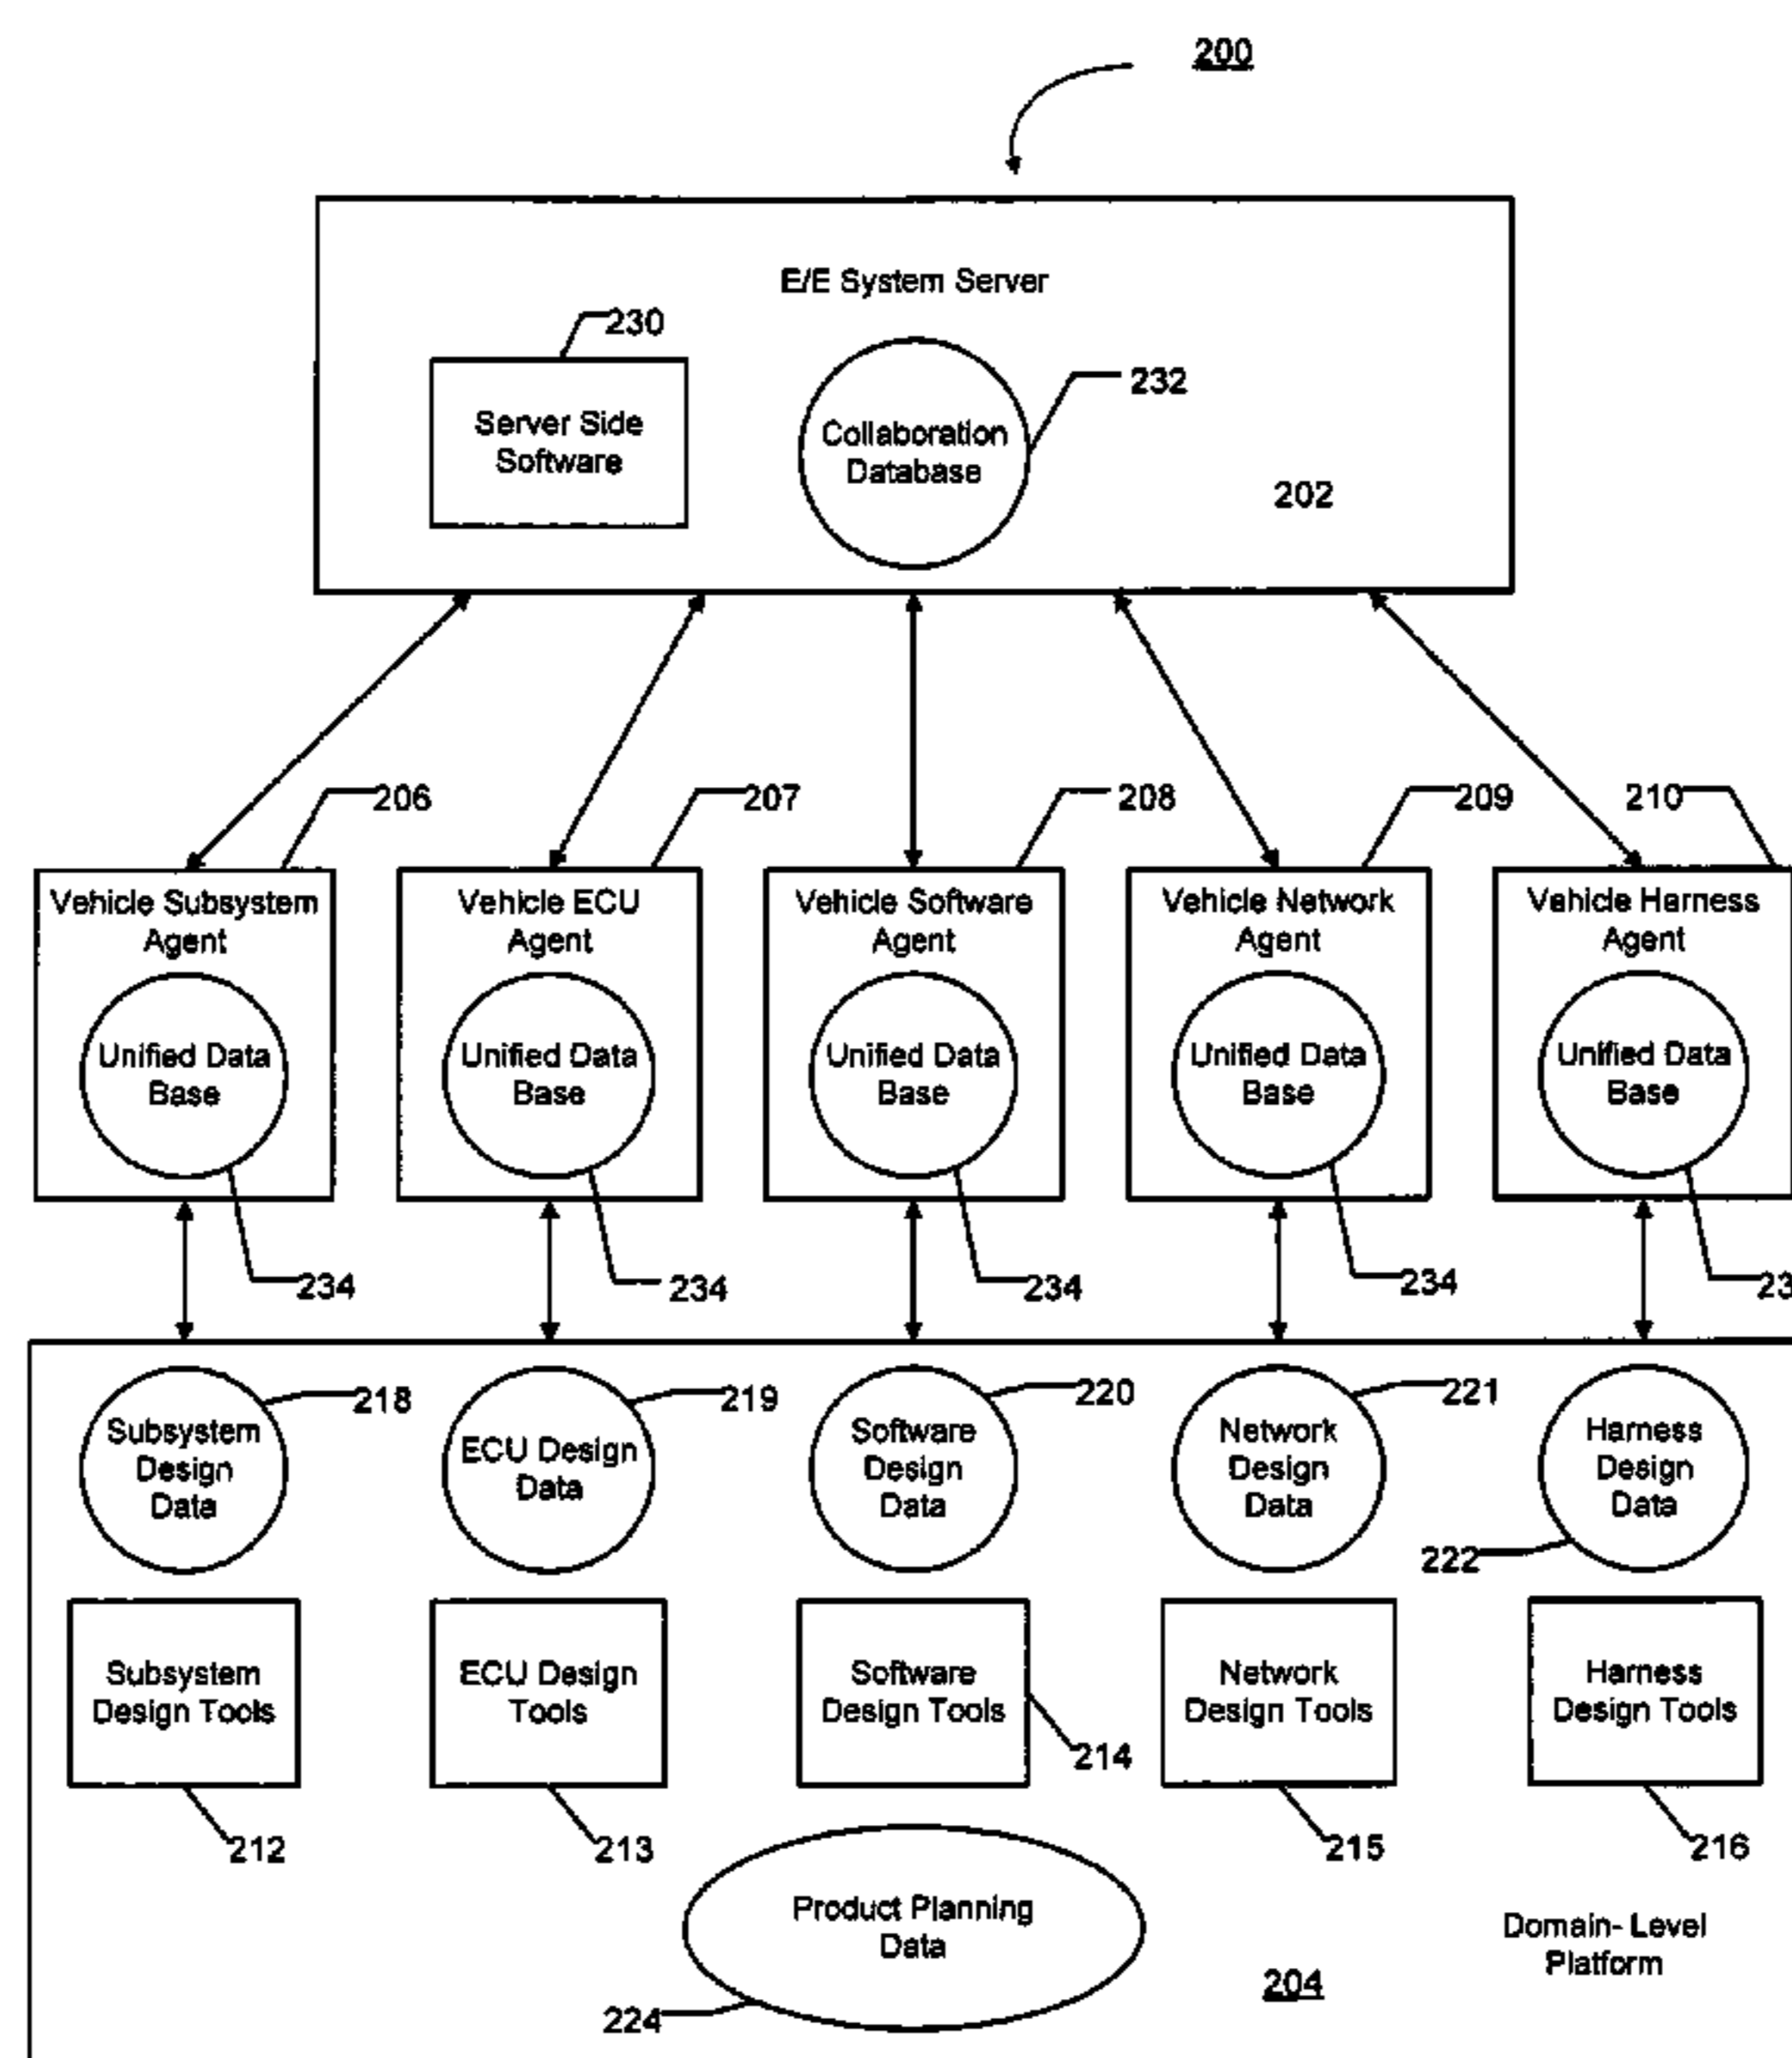 200
E/E System Server
230
Server Side
Software
Collaboration
Database
232
202
206
207
208
209
210
Vehicle Subsystem
Agent
Vehicle ECU
Agent
Vehicle Software
Agent
Vehicle Network
Agent
Vehicle Harness
Agent
Unified Data
Base
Unified Data
Base
Unified Data
Base
Unified Data
Base
Unified Data
Base
234
234
234
234
23
218
219
220
221
222
Subsystem
Design
Data
ECU Design
Data
Software
Design
Data
Network
Design
Data
Harness
Design
Data
Subsystem
Design Tools
ECU Design
Tools
Software
Design Tools
Network
Design Tools
Harness
Design Tools
212
213
214
215
216
Product Planning
Data
224
204
Domain- Level
Platform